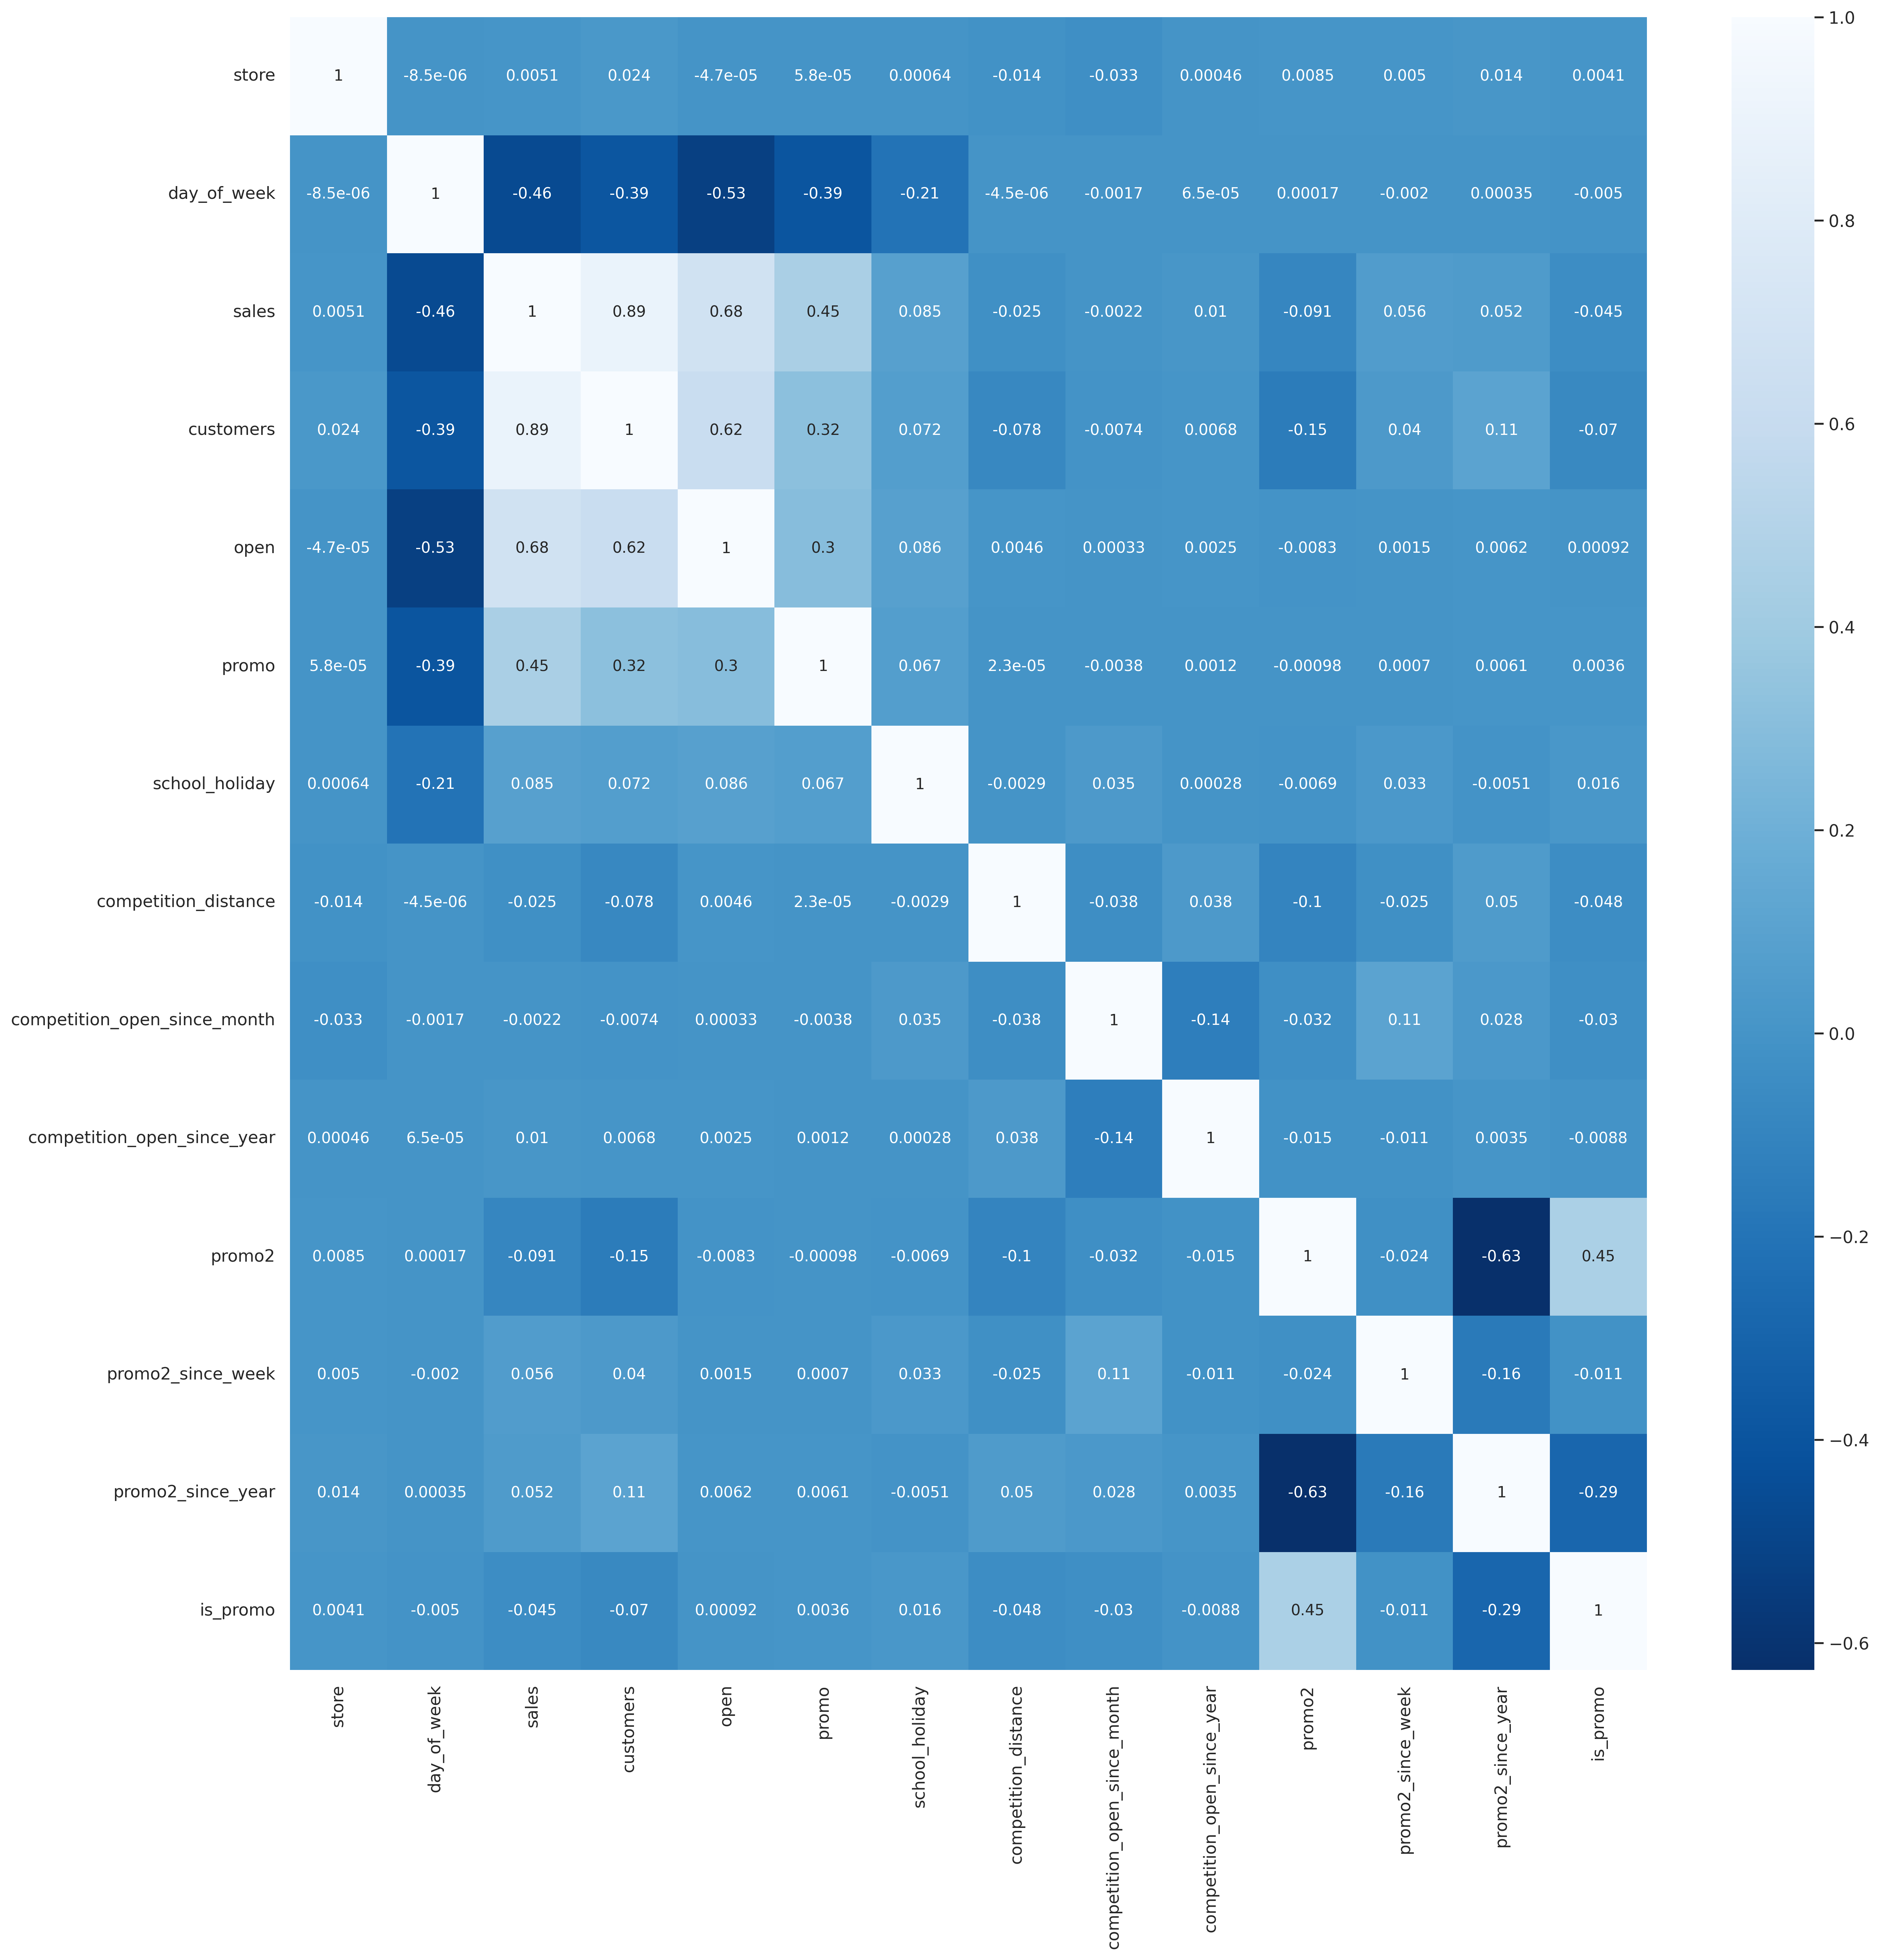 store 1 -8.5e-06 0.0051 0.024 -4.7e-05 5.8e-05 0.00064 -0.014 -0.033 0.00046 0.0085 0.005 0.014 0.0041
day_of_week -8.5e-06 1 -0.46 -0.39 -0.53 -0.39 -0.21 -4.5e-06 -0.0017 6.5e-05 0.00017 -0.002 0.00035 -0.005
sales 0.0051 -0.46 1 0.89 0.68 0.45 0.085 -0.025 -0.0022 0.01 -0.091 0.056 0.052 -0.045
customers 0.024 -0.39 0.89 1 0.62 0.32 0.072 -0.078 -0.0074 0.0068 -0.15 0.04 0.11 -0.07
open -4.7e-05 -0.53 0.68 0.62 1 0.3 0.086 0.0046 0.00033 0.0025 -0.0083 0.0015 0.0062 0.00092
promo 5.8e-05 -0.39 0.45 0.32 0.3 1 0.067 2.3e-05 -0.0038 0.0012 -0.00098 0.0007 0.0061 0.0036
school_holiday 0.00064 -0.21 0.085 0.072 0.086 0.067 1 -0.0029 0.035 0.00028 -0.0069 0.033 -0.0051 0.016
competition_distance -0.014 -4.5e-06 -0.025 -0.078 0.0046 2.3e-05 -0.0029 1 -0.038 0.038 -0.1 -0.025 0.05 -0.048
competition_open_since_month -0.033 -0.0017 -0.0022 -0.0074 0.00033 -0.0038 0.035 -0.038 1 -0.14 -0.032 0.11 0.028 -0.03
competition_open_since_year 0.00046 6.5e-05 0.01 0.0068 0.0025 0.0012 0.00028 0.038 -0.14 1 -0.015 -0.011 0.0035 -0.0088
promo2 0.0085 0.00017 -0.091 -0.15 -0.0083 -0.00098 -0.0069 -0.1 -0.032 -0.015 1 -0.024 -0.63 0.45
promo2_since_week 0.005 -0.002 0.056 0.04 0.0015 0.0007 0.033 -0.025 0.11 -0.011 -0.024 1 -0.16 -0.011
promo2_since_year 0.014 0.00035 0.052 0.11 0.0062 0.0061 -0.0051 0.05 0.028 0.0035 -0.63 -0.16 1 -0.29
is_promo 0.0041 -0.005 -0.045 -0.07 0.00092 0.0036 0.016 -0.048 -0.03 -0.0088 0.45 -0.011 -0.29 1
store
day_of_week
sales
customers
open
promo
school_holiday
competition_distance
competition_open_since_month
competition_open_since_year
promo2
promo2_since_week
promo2_since_year
is_promo
1.0
0.8
0.6
0.4
0.2
0.0
−0.2
−0.4
−0.6